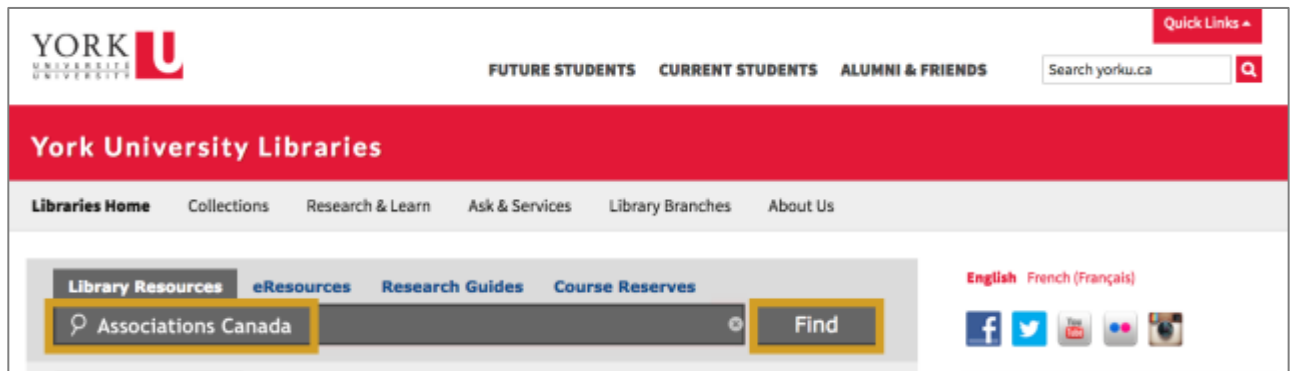 Quick Links
YORK U
UNIVERSITÉ
UNIVERSITY
FUTURE STUDENTS CURRENT STUDENTS ALUMNI & FRIENDS Search yorku.ca
York University Libraries
Libraries Home Collections Research & Learn Ask & Services Library Branches About Us
Library Resources eResources Research Guides Course Reserves
English French (Français)
Associations Canada Find
f You Tube